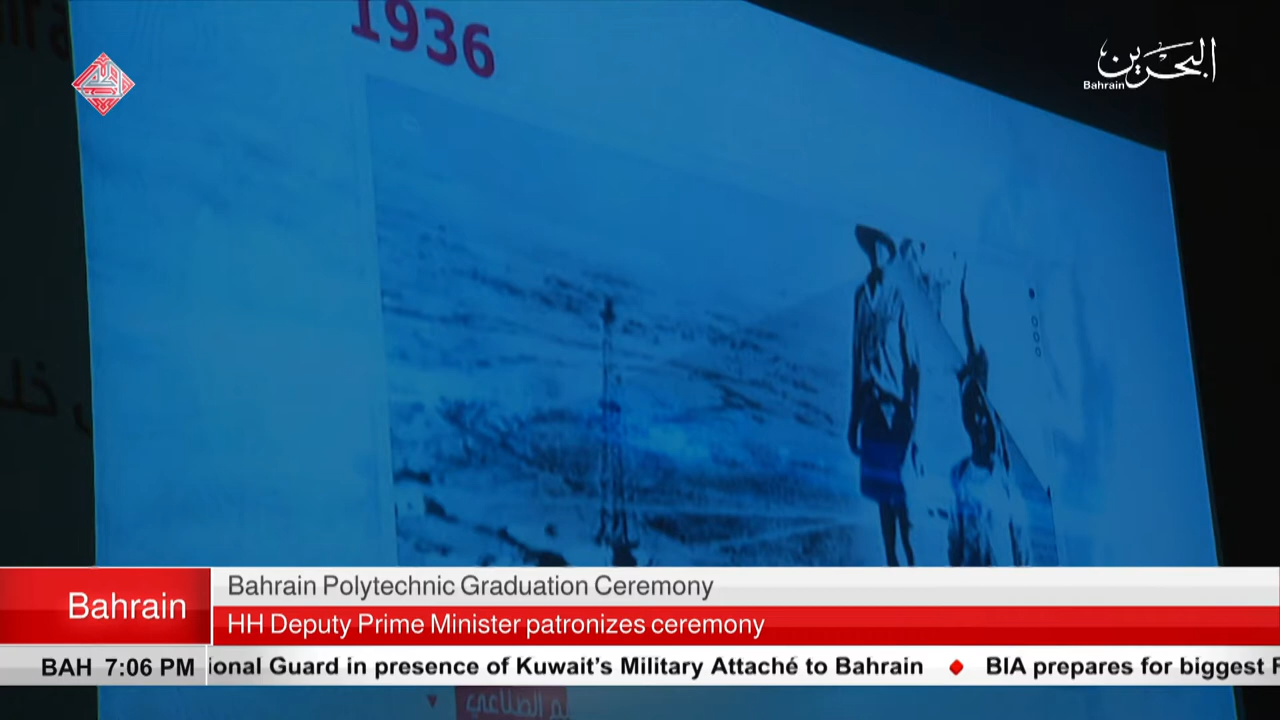 1936
البحرين
Bahrain
Bahrain Polytechnic Graduation Ceremony
Bahrain
HH Deputy Prime Minister patronizes ceremony
BAH 7:06 PM
ional Guard in presence of Kuwait’s Military Attaché to Bahrain ♦ BIA prepares for biggest F